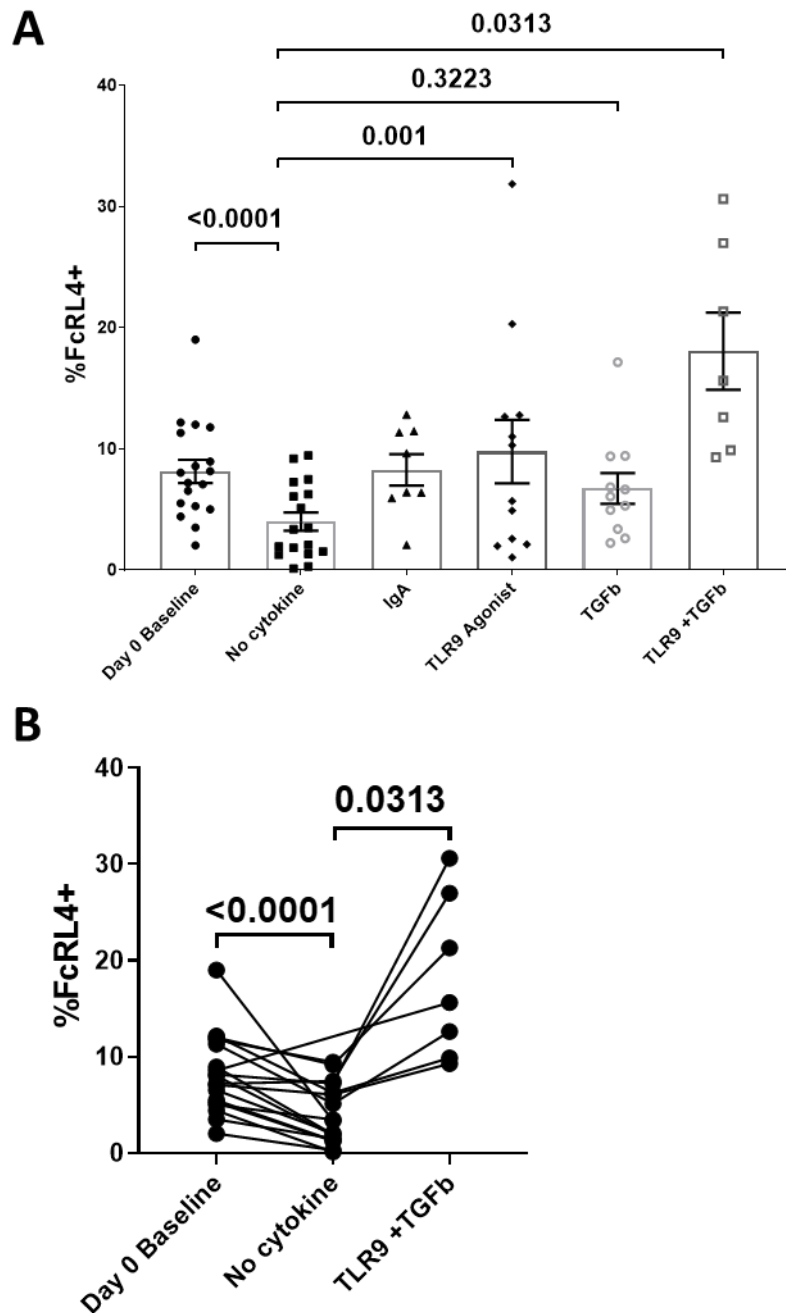 A
0.0313
0.3223
0.001
<0.0001
40
30
20
10
0
%FcRL4+
Day 0 Baseline
No cytokine
IgA
TLR9 Agonist
TGFb
TLR9 +TGFb
B
0.0313
<0.0001
40
30
20
10
0
%FcRL4+
Day 0 Baseline
No cytokine
TLR9 +TGFb